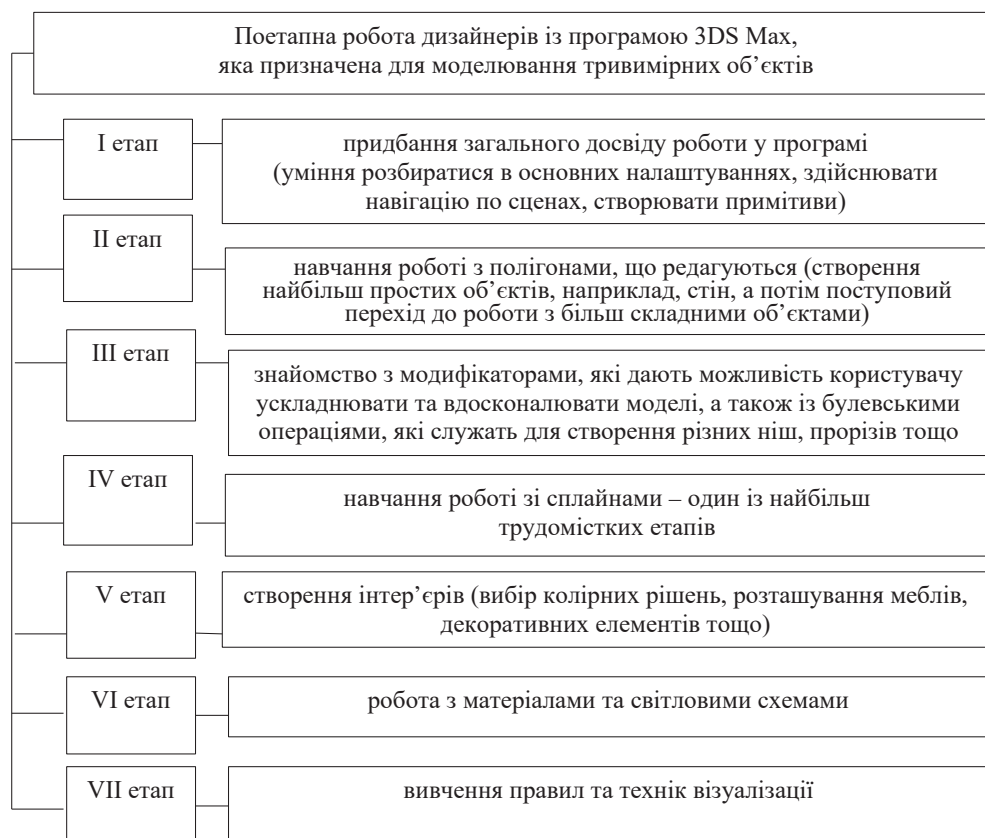 Поетапна робота дизайнерів із програмою 3DS Max,
яка призначена для моделювання тривимірних об’єктів
І етап
придбання загального досвіду роботи у програмі
(уміння розбиратися в основних налаштуваннях, здійснювати
навігацію по сценах, створювати примітиви)
ІІ етап
навчання роботі з полігонами, що редагуються (створення
найбільш простих об’єктів, наприклад, стін, а потім поступовий
перехід до роботи з більш складними об’єктами)
ІІІ етап
знайомство з модифікаторами, які дають можливість користувачу
ускладнювати та вдосконалювати моделі, а також із булевськими
операціями, які служать для створення різних ніш, прорізів тощо
IV етап
навчання роботі зі сплайнами – один із найбільш
трудомістких етапів
V етап
створення інтер’єрів (вибір колірних рішень, розташування меблів,
декоративних елементів тощо)
VI етап
робота з матеріалами та світловими схемами
VII етап
вивчення правил та технік візуалізації